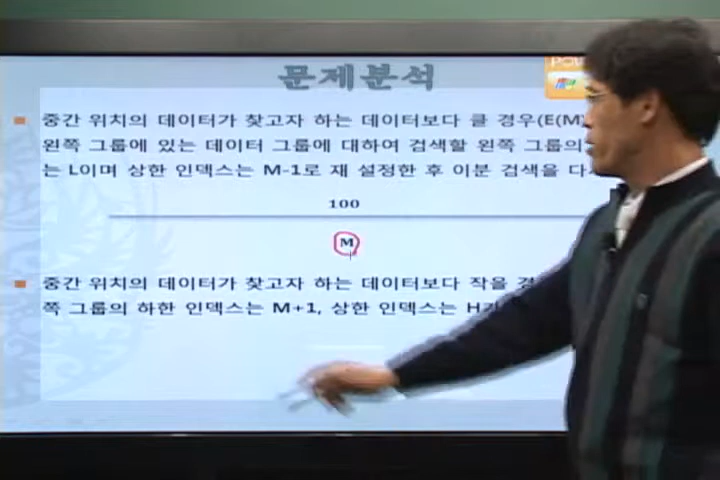 문제분석
중간 위치의 데이터가 찾고자 하는 데이터보다 클 경우(E(M)
왼쪽 그룹에 있는 데이터 그룹에 대하여 검색할 왼쪽 그룹의
는 L이며 상한 인덱스는 M-1로 재 설정한 후 이분 검색을 다
100
M
중간 위치의 데이터가 찾고자 하는 데이터보다 작을
쪽 그룹의 하한 인덱스는 M+1, 상한 인덱스는 H가